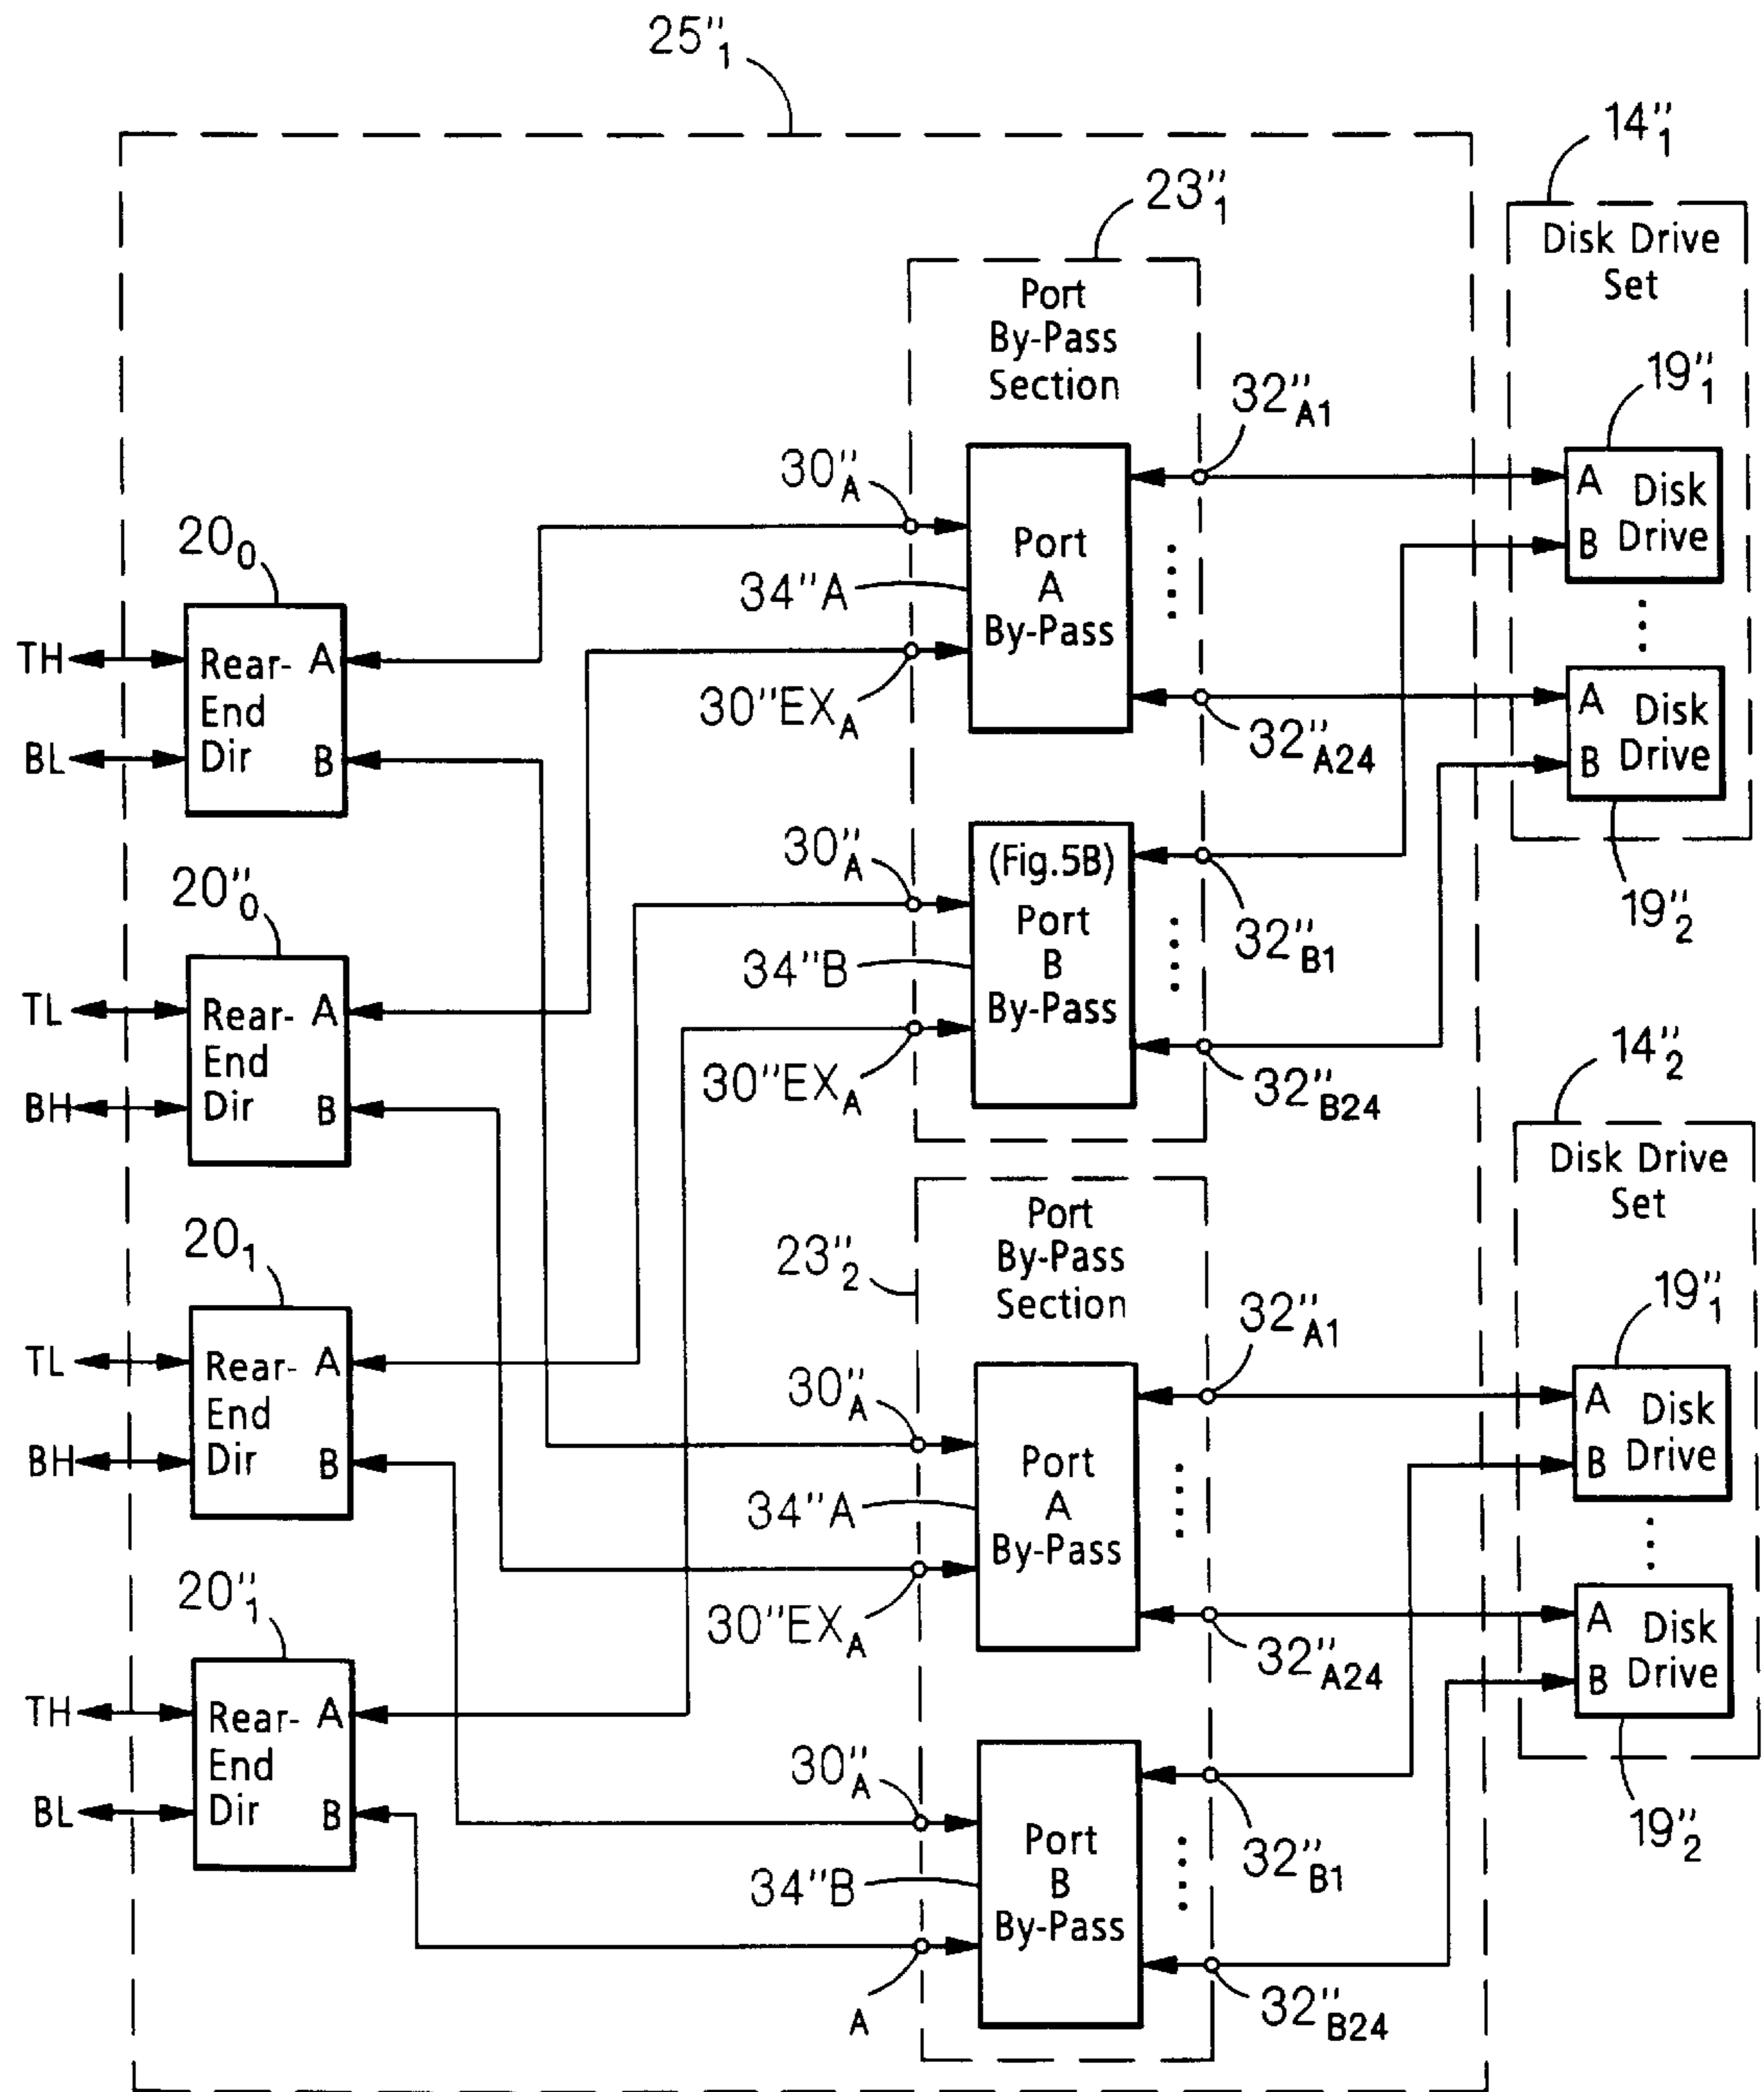 25''1
14''1
Disk Drive
Set
23''1
Port
By-Pass
Section
32''A1
19''1
A Disk
B Drive
30''A
Port
A
By-Pass
34''A
200
Rear-
End
Dir
A
B
TH
BL
30''EXA
32''A24
A Disk
B Drive
19''2
30''A
(Fig.5B)
Port
B
By-Pass
32''B1
34''B
20''0
Rear-
End
Dir
A
B
TL
BH
30''EXA
32''B24
14''2
Disk Drive
Set
Port
By-Pass
Section
23''2
201
Rear-
End
Dir
A
B
TL
BH
32''A1
19''1
A Disk
B Drive
30''A
Port
A
By-Pass
34''A
30''EXA
32''A24
A Disk
B Drive
19''2
20''1
Rear-
End
Dir
A
B
TH
BL
30''A
Port
B
By-Pass
32''B1
34''B
A
32''B24